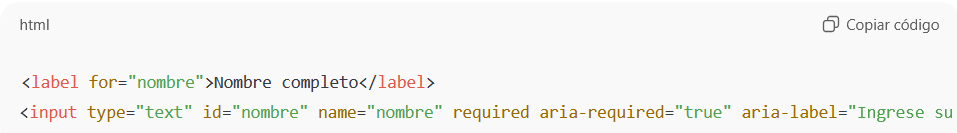 html
Copiar código
<label for="nombre">Nombre completo</label>
<input type="text" id="nombre" name="nombre" required aria-required="true" aria-label="Ingrese su